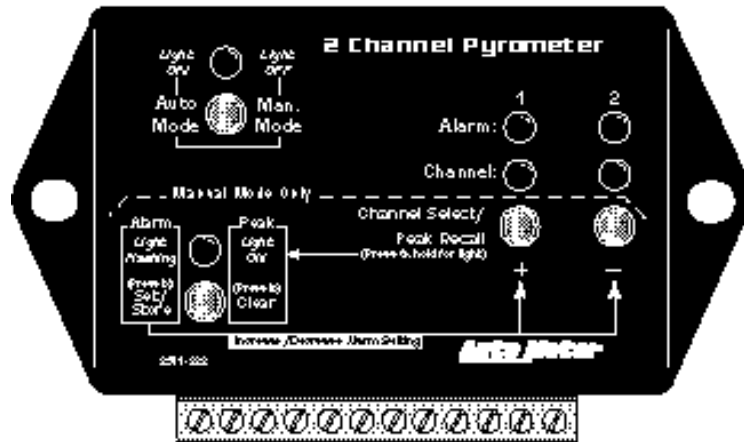 2 Channel Pyrometer
Light ON
Light OFF
Auto Mode
Man. Mode
1 2
Alarm:
Channel:
Manual Mode Only
Channel Select/
Peak Recall
(Press & hold for light)
Alarm
Light Flashing
(Press to)
Set/
Store
Peak
Light On
(Press to)
Clear
+ −
Increase/Decrease Alarm Setting
Auto Meter